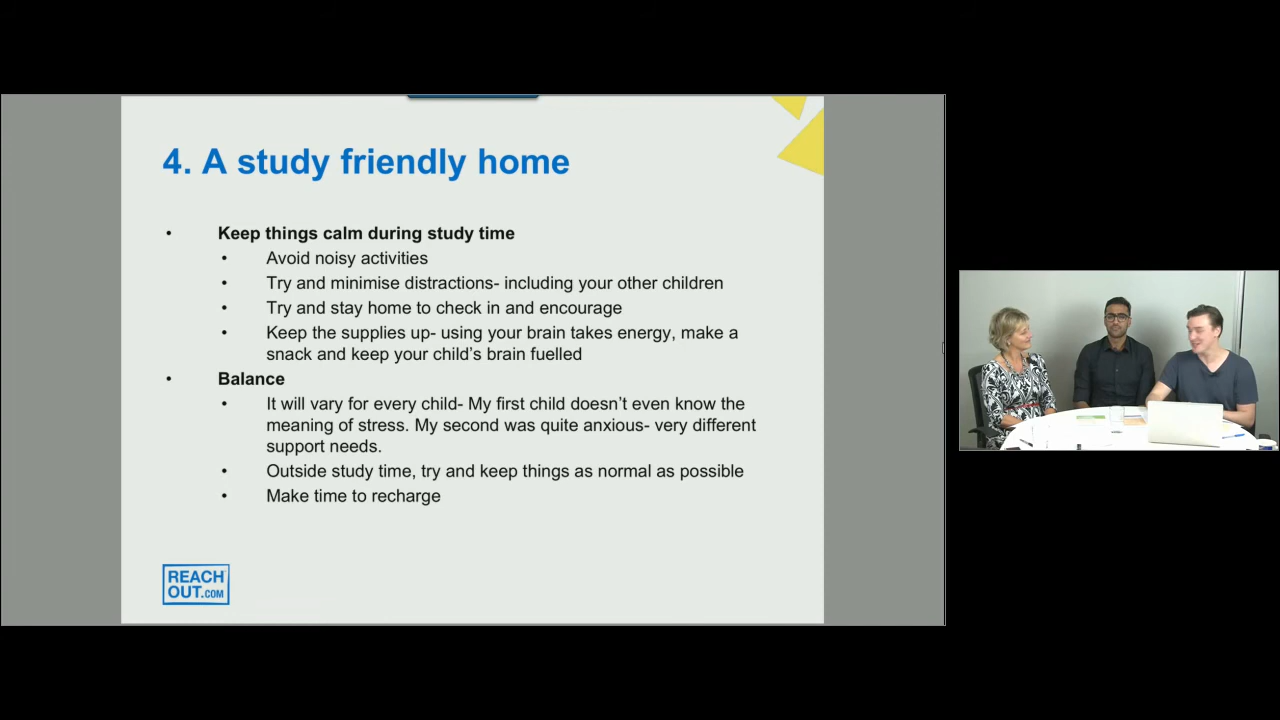 4. A study friendly home
• Keep things calm during study time
• Avoid noisy activities
• Try and minimise distractions- including your other children
• Try and stay home to check in and encourage
• Keep the supplies up- using your brain takes energy, make a
snack and keep your child's brain fuelled
• Balance
• It will vary for every child- My first child doesn't even know the
meaning of stress. My second was quite anxious- very different
support needs.
• Outside study time, try and keep things as normal as possible
• Make time to recharge
REACH
OUT.COM